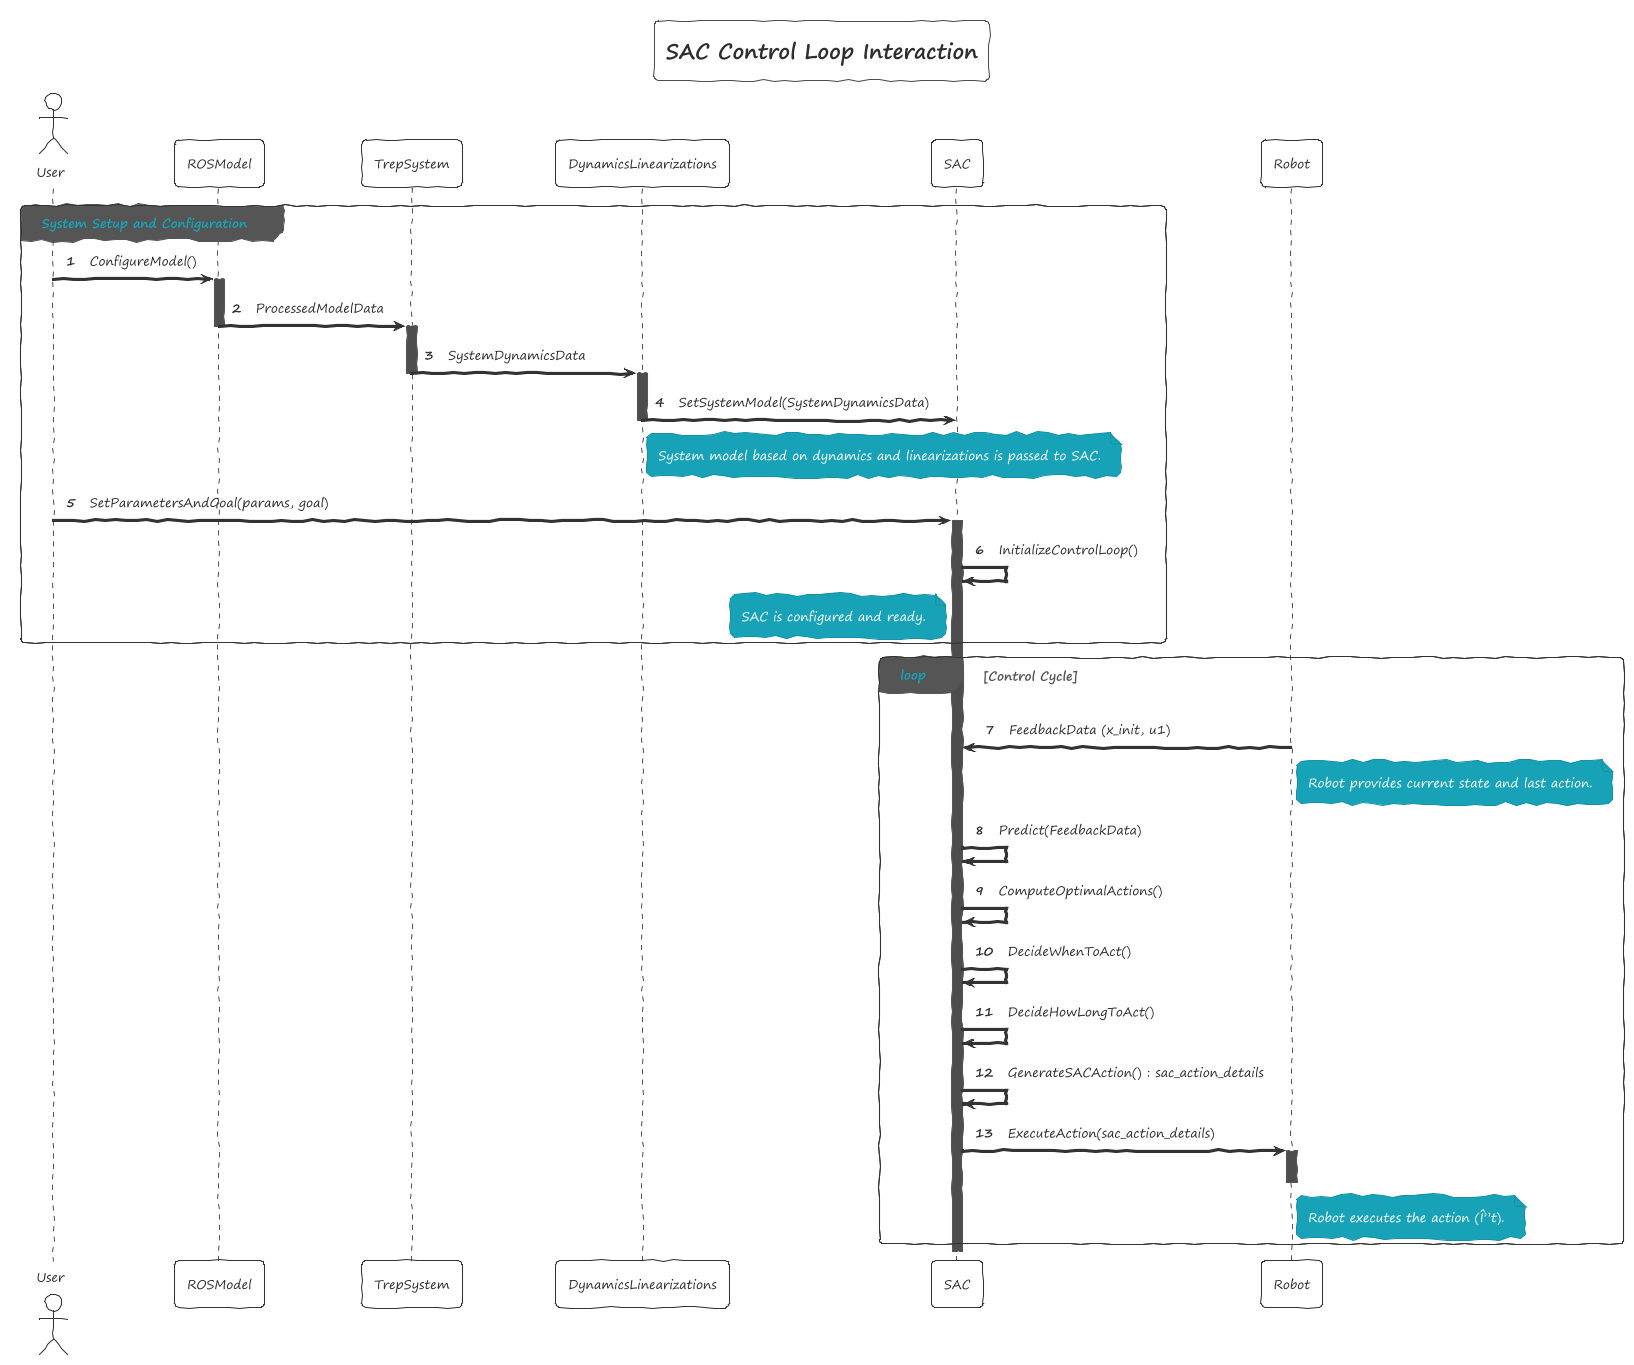 SAC Control Loop Interaction
User
ROSModel
TrepSystem
DynamicsLinearizations
SAC
Robot
System Setup and Configuration
1 ConfigureModel()
2 ProcessedModelData
3 SystemDynamicsData
4 SetSystemModel(SystemDynamicsData)
System model based on dynamics and linearizations is passed to SAC.
5 SetParametersAndGoal(params, goal)
6 InitializeControlLoop()
SAC is configured and ready.
loop [Control Cycle]
7 FeedbackData (x_init, u1)
Robot provides current state and last action.
8 Predict(FeedbackData)
9 ComputeOptimalActions()
10 DecideWhenToAct()
11 DecideHowLongToAct()
12 GenerateSACAction() : sac_action_details
13 ExecuteAction(sac_action_details)
Robot executes the action (Î”t).
User
ROSModel
TrepSystem
DynamicsLinearizations
SAC
Robot